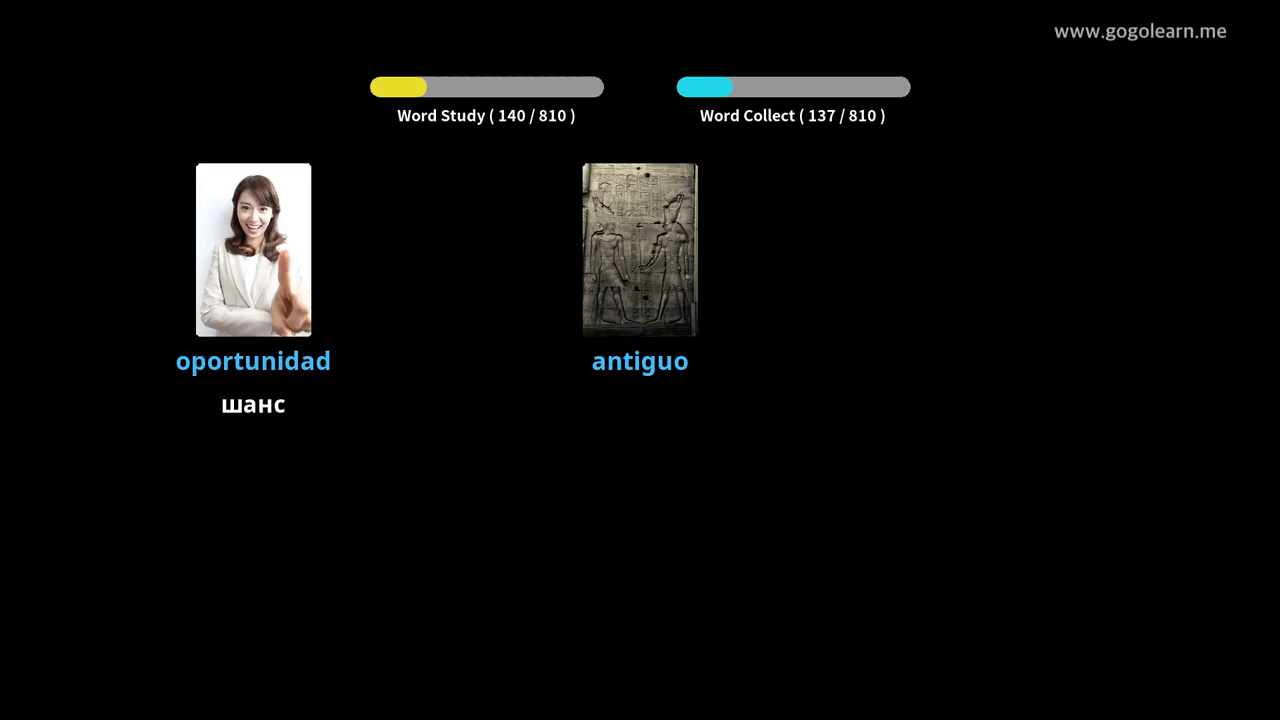 www.gogolearn.me
Word Study ( 140 / 810 )
Word Collect ( 137 / 810 )
oportunidad
antiguo
шанс